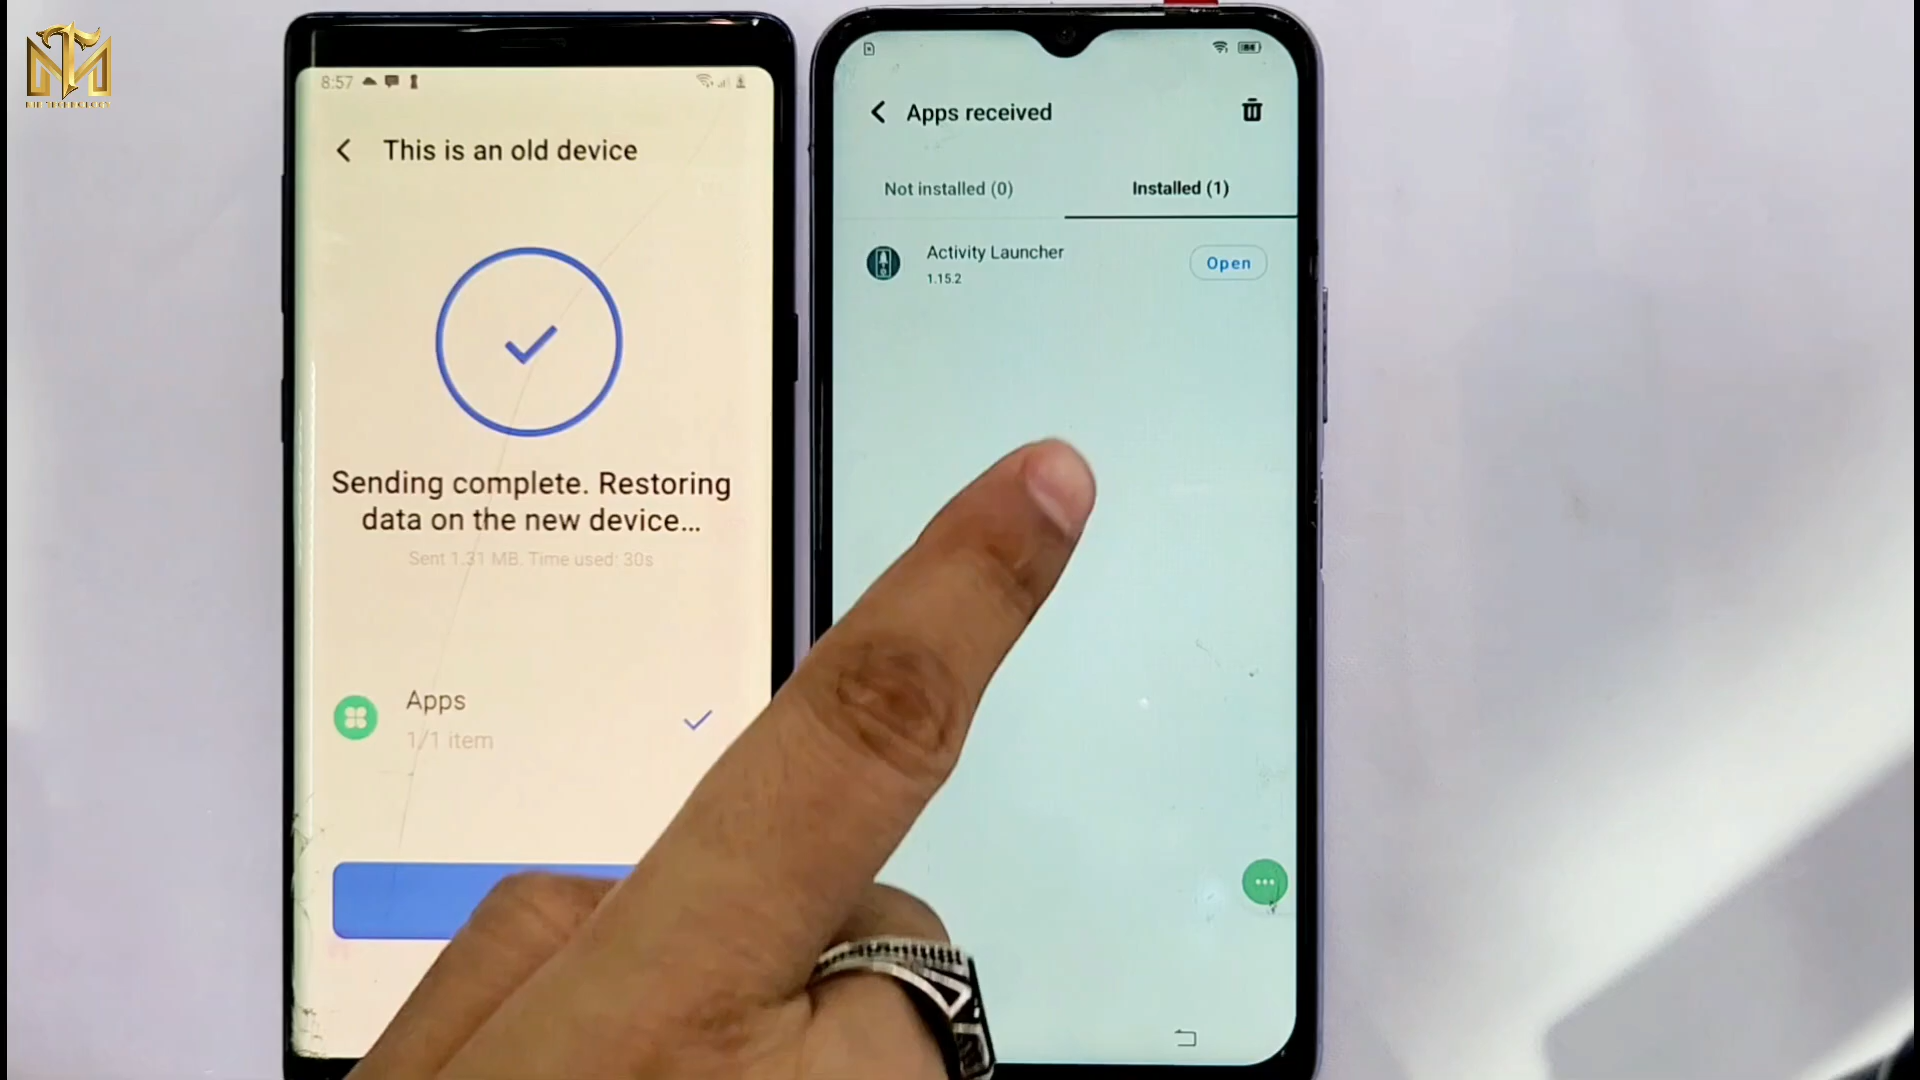 8:57
This is an old device
Sending complete. Restoring
data on the new device...
Sent 1.31 MB. Time used: 30s
Apps
1/1 item
Apps received
Not installed (0)
Installed (1)
Activity Launcher
1.15.2
Open